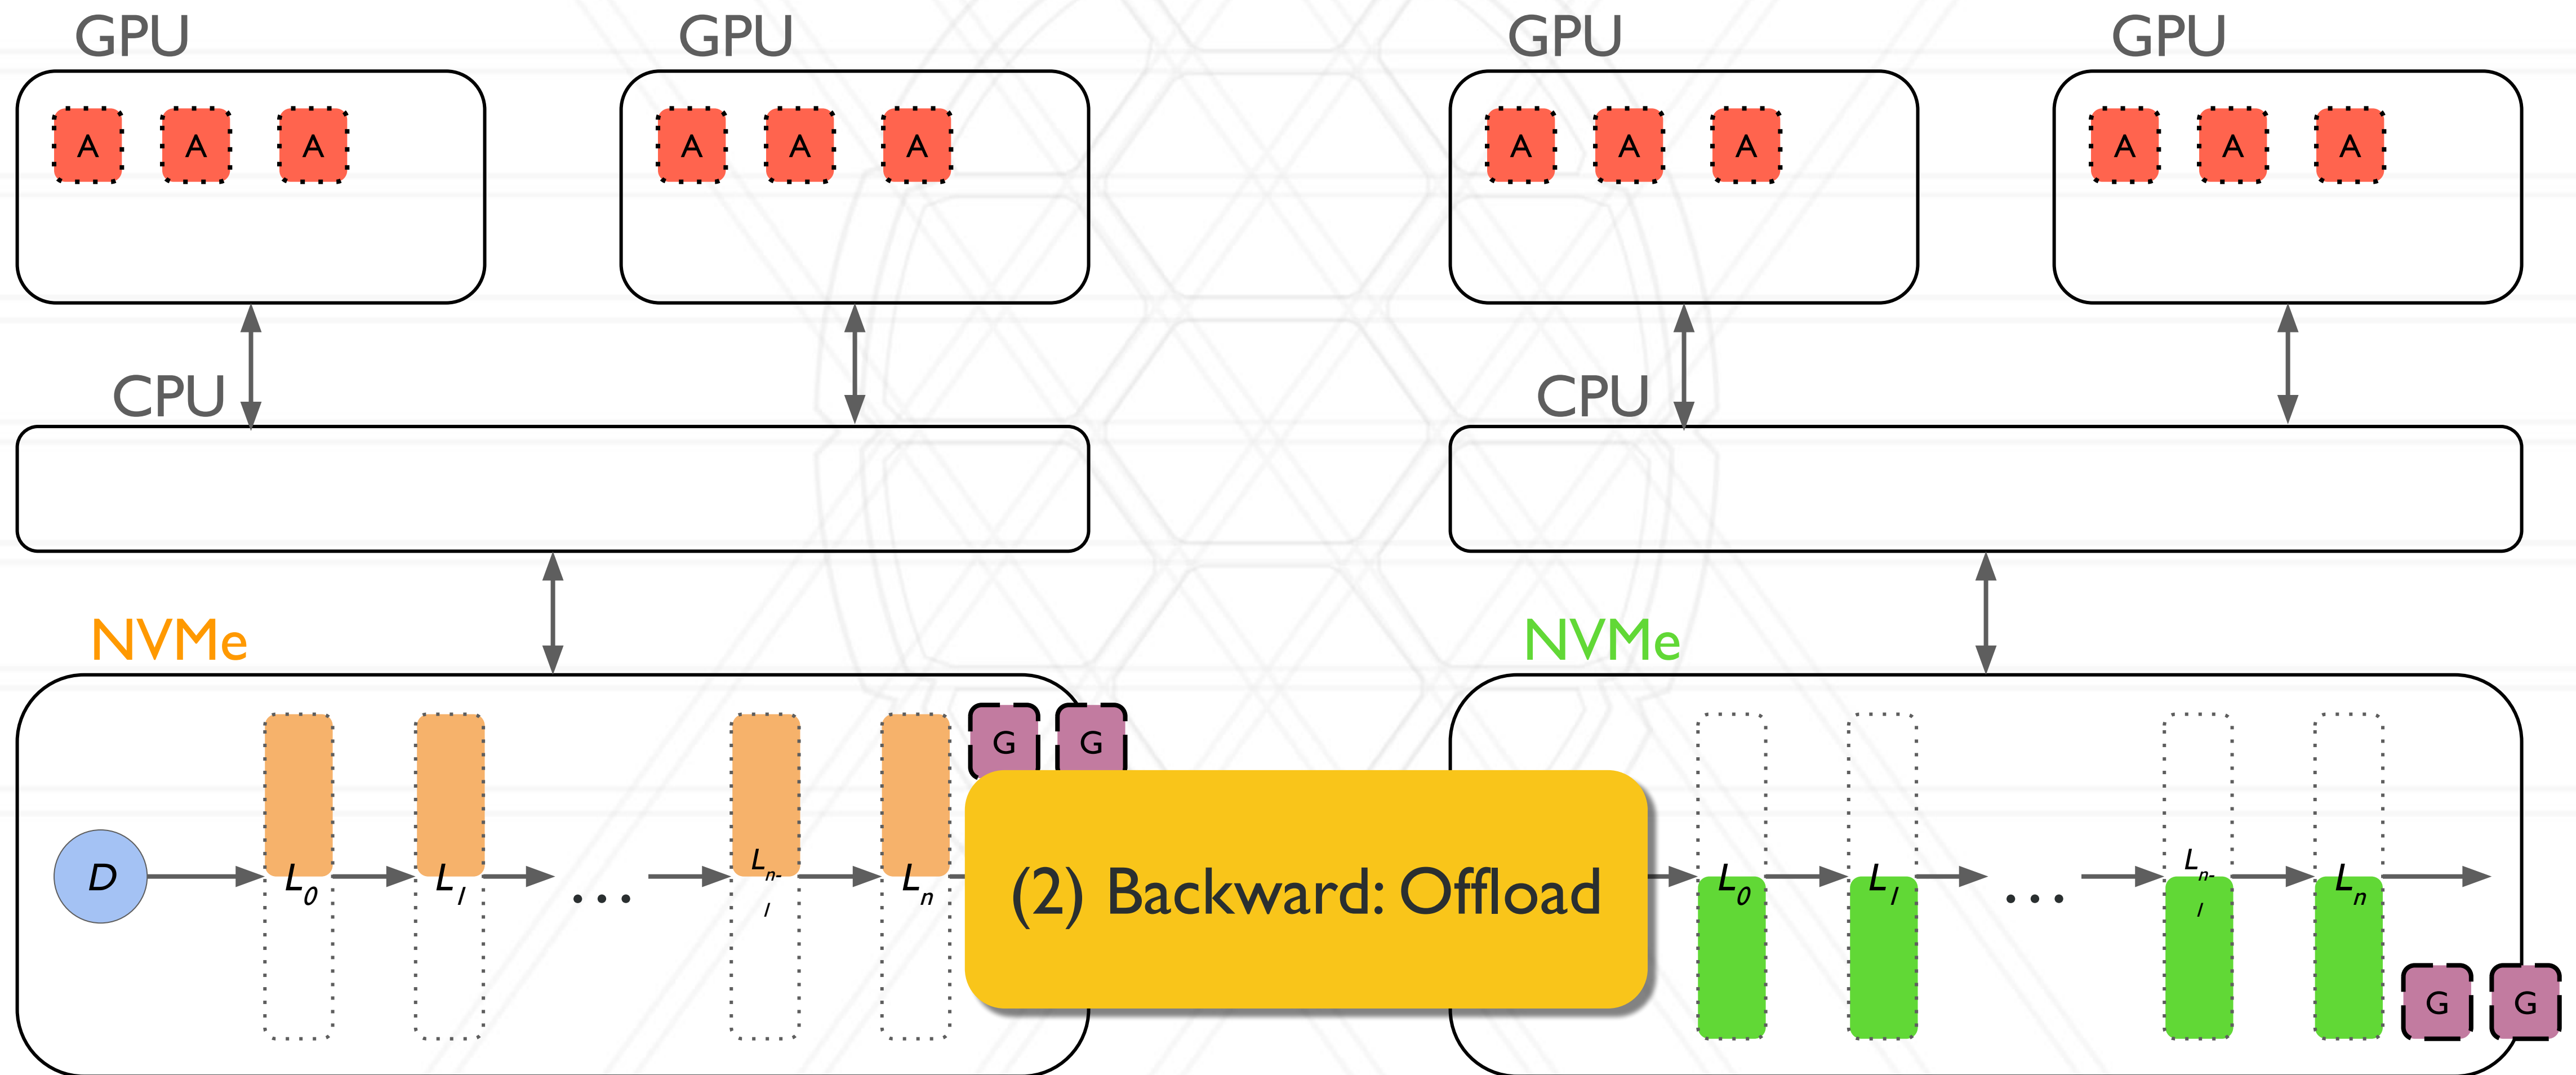 GPU GPU GPU GPU
A A A A A A A A A A A A
CPU CPU
NVMe NVMe
G G
D L0 L1 ... Ln-1 Ln
(2) Backward: Offload
L0 L1 ... Ln-1 Ln
G G